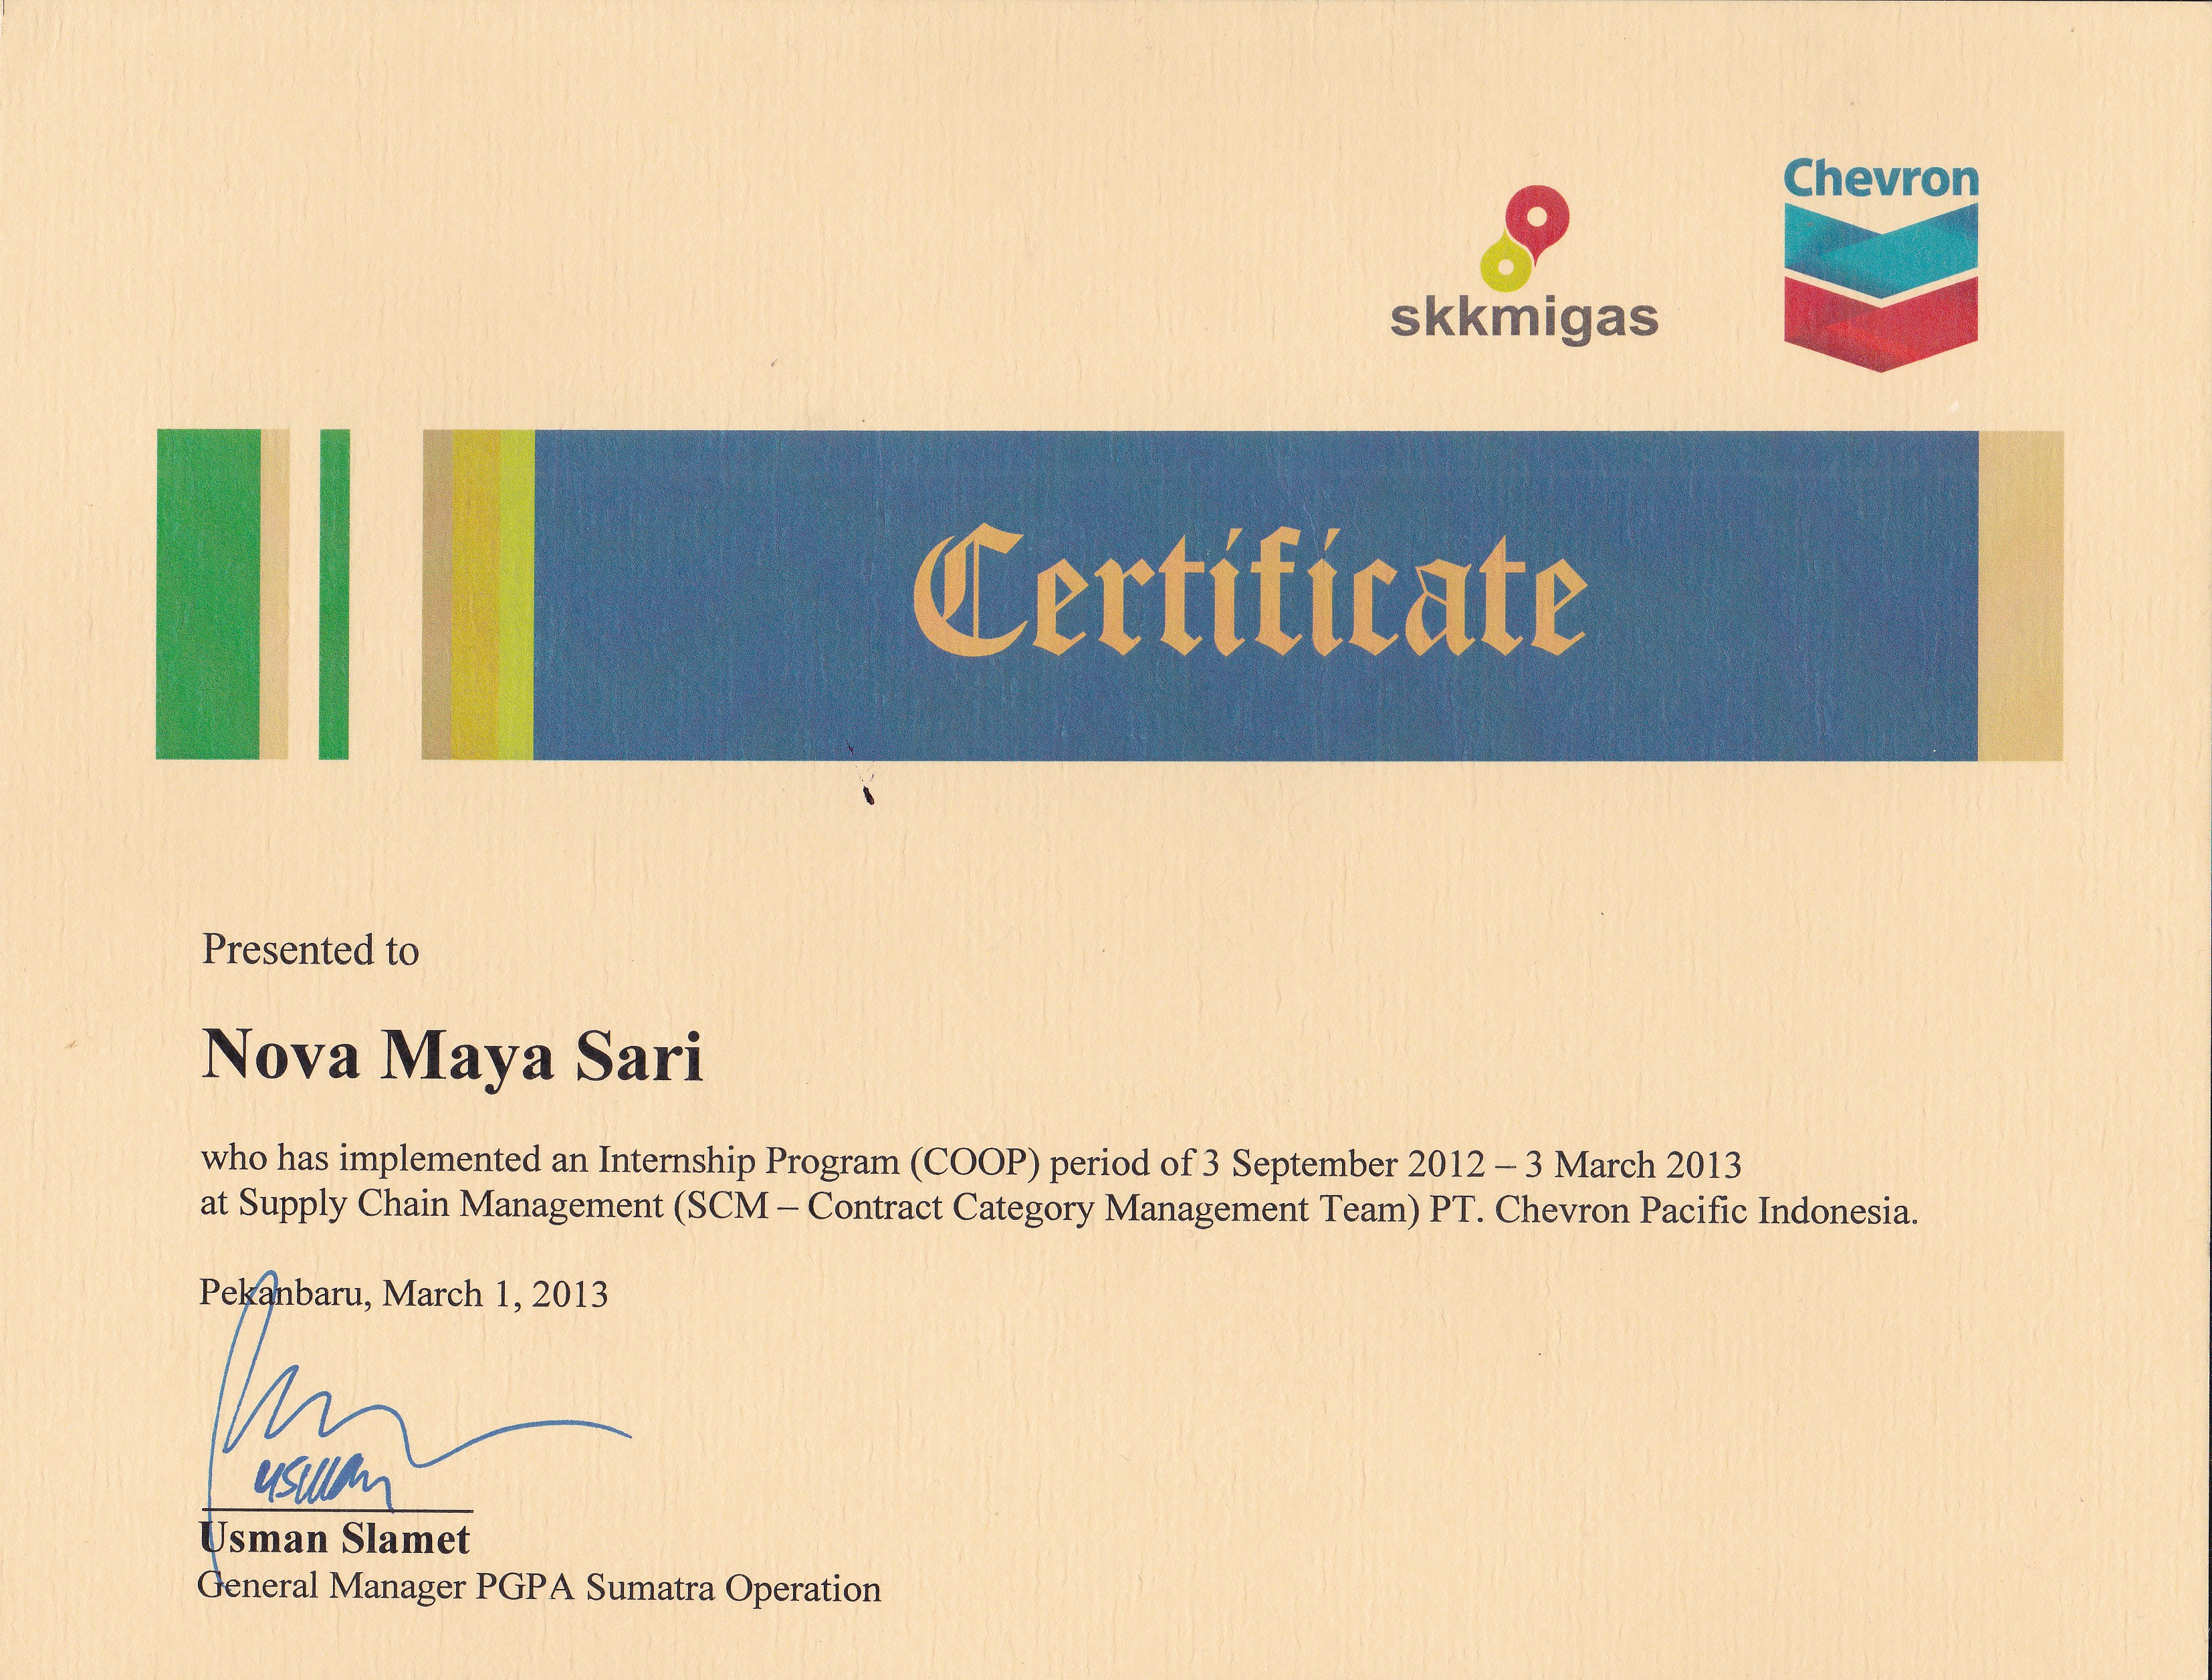 skkmigas
Chevron
Certificate
Presented to
Nova Maya Sari
who has implemented an Internship Program (COOP) period of 3 September 2012 – 3 March 2013
at Supply Chain Management (SCM – Contract Category Management Team) PT. Chevron Pacific Indonesia.
Pekanbaru, March 1, 2013
usman
Usman Slamet
General Manager PGPA Sumatra Operation